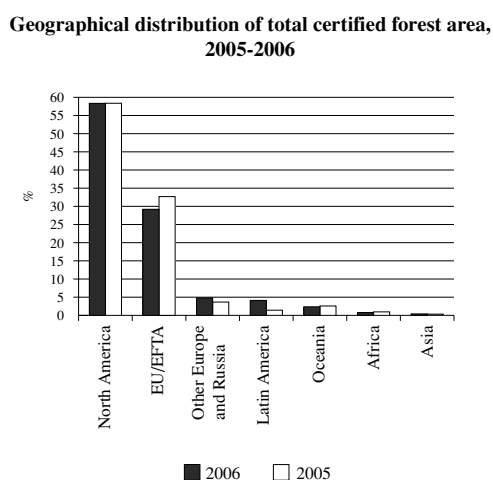 Geographical distribution of total certified forest area,
2005-2006
60
55
50
45
40
35
30
25
20
15
10
5
0
%
North America
EU/EFTA
Other Europe
and Russia
Latin America
Oceania
Africa
Asia
2006
2005